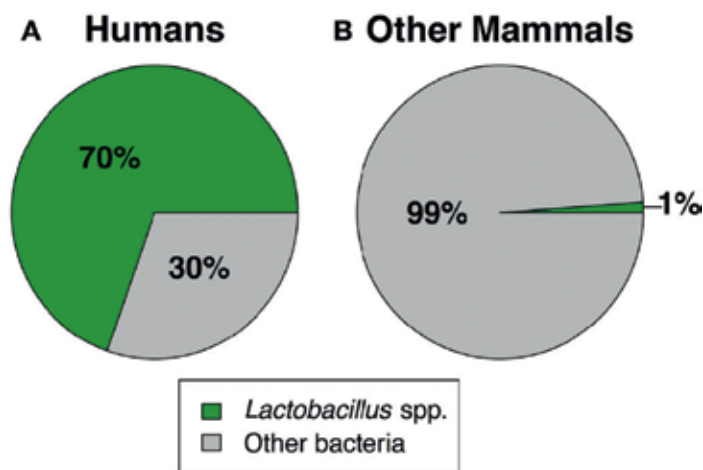 A Humans
B Other Mammals
70%
30%
99%
1%
Lactobacillus spp.
Other bacteria